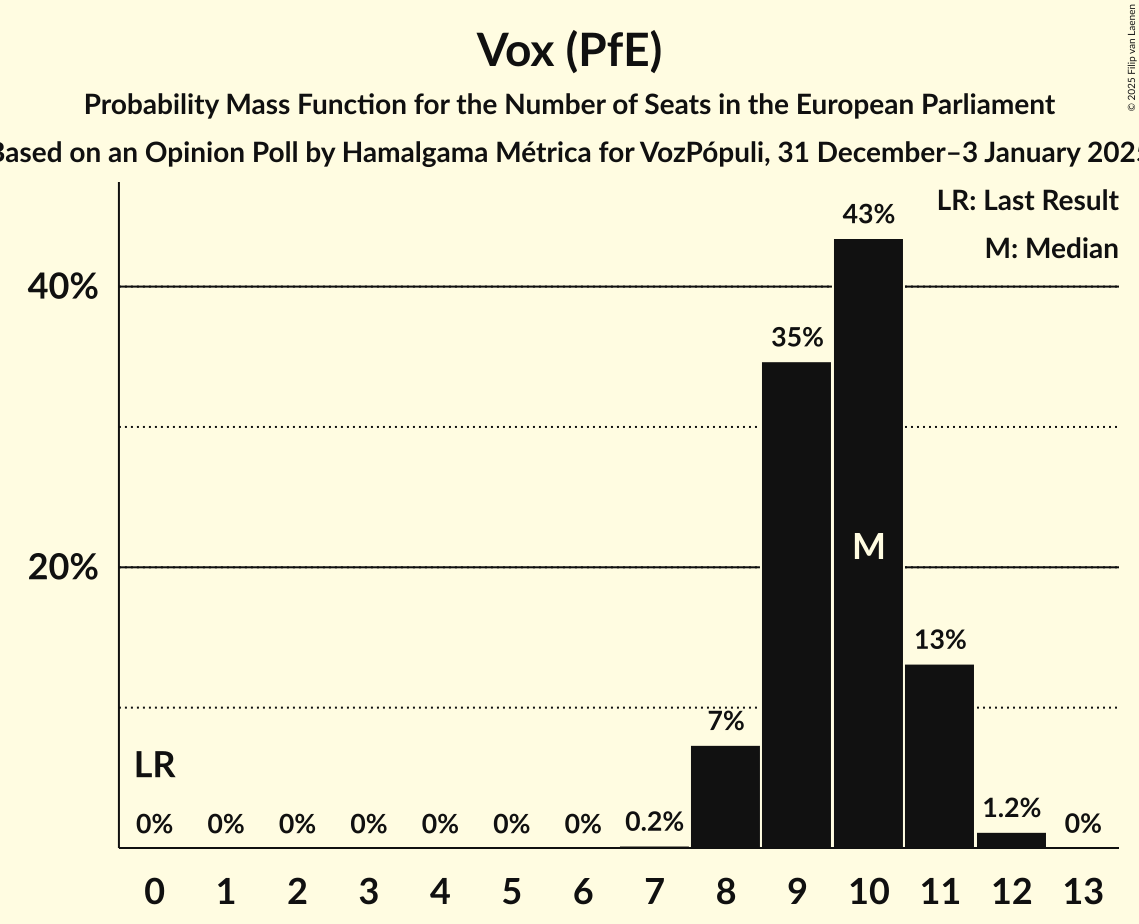 © 2025 Filip van Laenen
Vox (PfE)
Probability Mass Function for the Number of Seats in the European Parliament
Based on an Opinion Poll by Hamalgama Métrica for VozPópuli, 31 December–3 January 2025
LR: Last Result
M: Median
43%
40%
35%
M
20%
13%
7%
LR
0% 0% 0% 0% 0% 0% 0% 0.2% 1.2% 0%
0 1 2 3 4 5 6 7 8 9 10 11 12 13